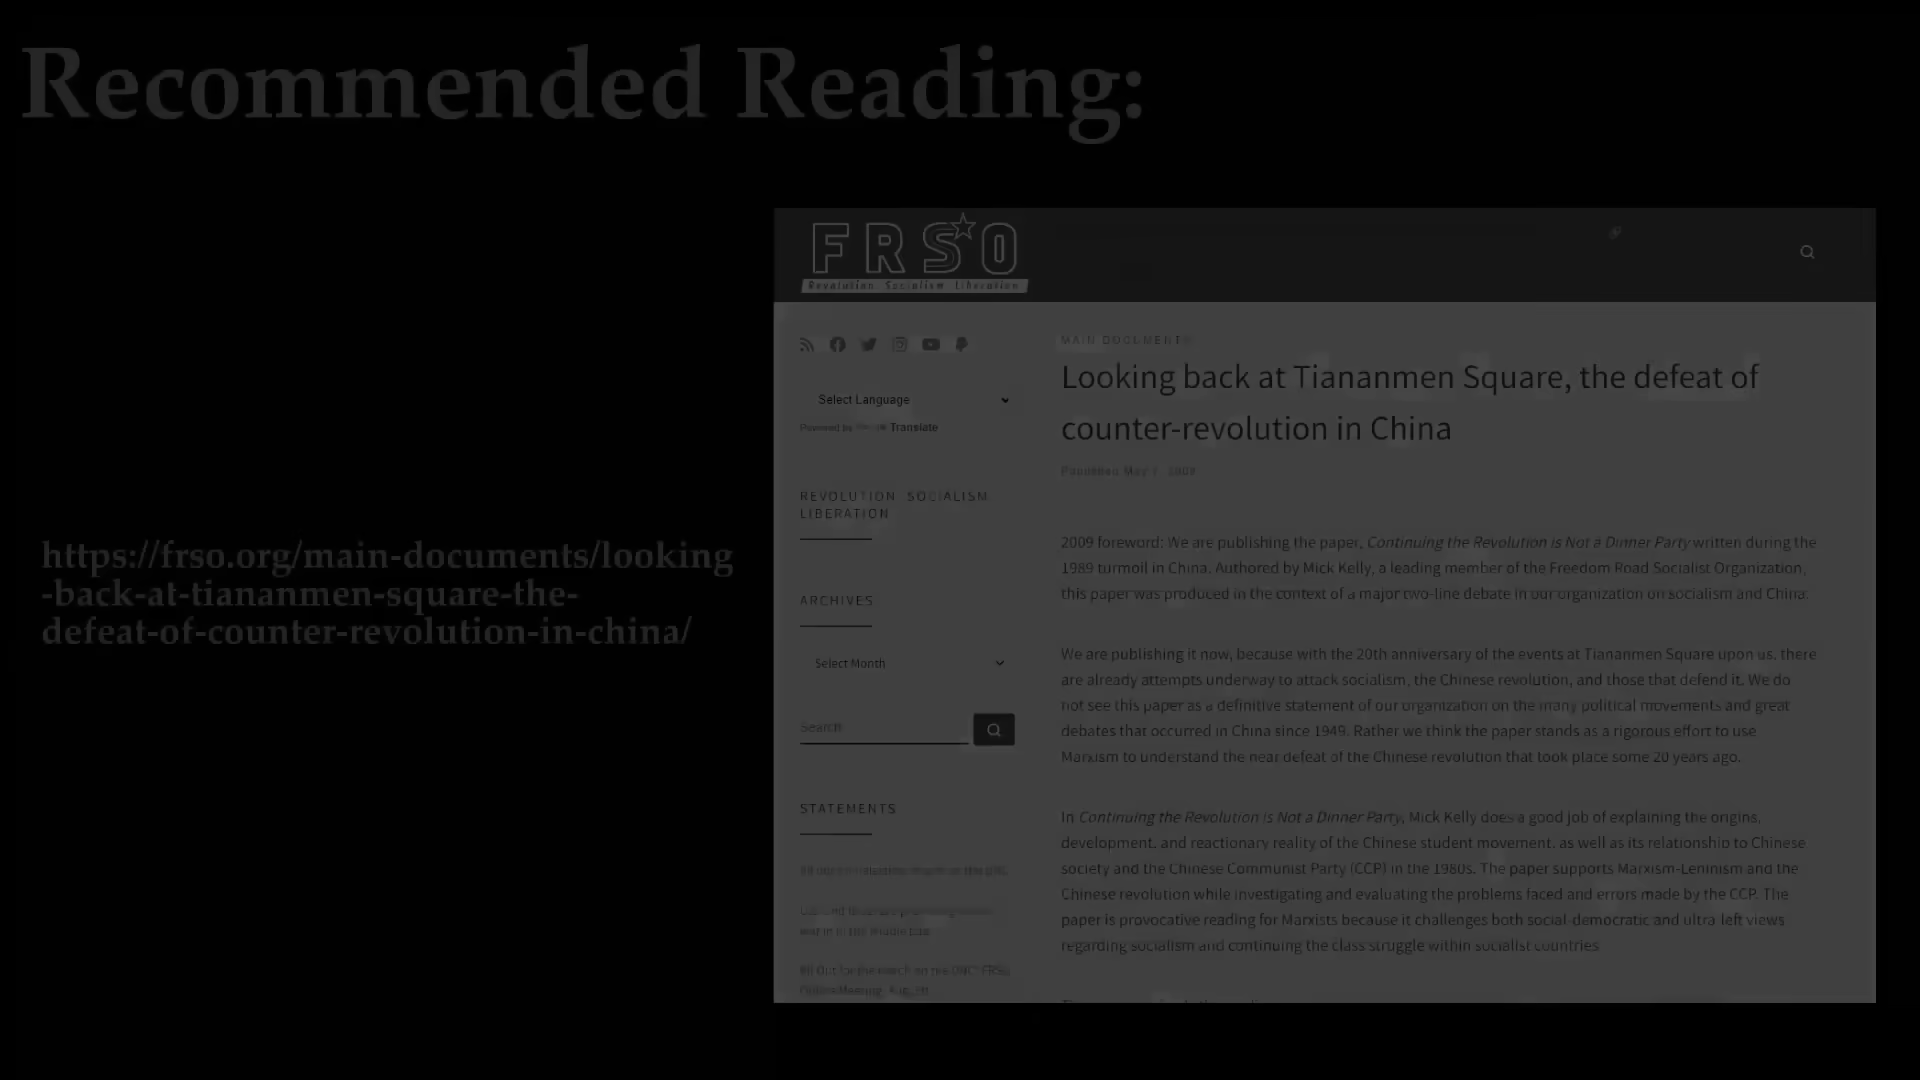 Recommended Reading:
https://frso.org/main-documents/looking
-back-at-tiananmen-square-the-
defeat-of-counter-revolution-in-china/
FRSO
Revolution Socialism Liberation
Select Language
Powered by Translate
REVOLUTION SOCIALISM
LIBERATION
ARCHIVES
Select Month
Search
STATEMENTS
MAIN DOCUMENTS
Looking back at Tiananmen Square, the defeat of
counter-revolution in China
2009 foreword: We are publishing the paper, Continuing the Revolution is Not a Dinner Party written during the
1989 turmoil in China. Authored by Mick Kelly, a leading member of the Freedom Road Socialist Organization,
this paper was produced in the context of a major two-line debate in our organization on socialism and China.
We are publishing it now, because with the 20th anniversary of the events at Tiananmen Square upon us, there
are already attempts underway to attack socialism, the Chinese revolution, and those that defend it. We do
not see this paper as a definitive statement of our organization on the many political movements and great
debates that occurred in China since 1949. Rather we think the paper stands as a rigorous effort to use
Marxism to understand the near defeat of the Chinese revolution that took place some 20 years ago.
In Continuing the Revolution is Not a Dinner Party, Mick Kelly does a good job of explaining the origins,
development, and reactionary reality of the Chinese student movement, as well as its relationship to Chinese
society and the Chinese Communist Party (CCP) in the 1980s. The paper supports Marxism-Leninism and the
Chinese revolution while investigating and evaluating the problems faced and errors made by the CCP. The
paper is provocative reading for Marxists because it challenges both social-democratic and ultra-left views
regarding socialism and continuing the class struggle within socialist countries